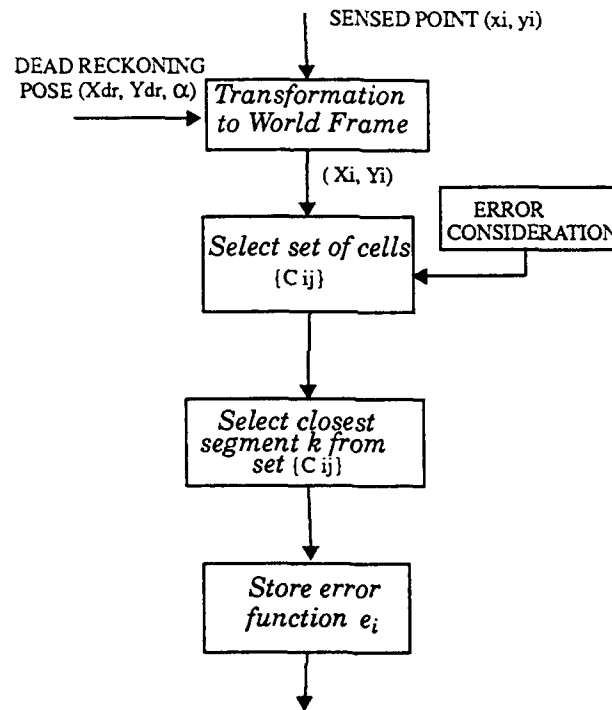 SENSED POINT (xi, yi)
DEAD RECKONING
POSE (Xdr, Ydr, α)
Transformation
to World Frame
(Xi, Yi)
ERROR
CONSIDERATION
Select set of cells
{C ij}
Select closest
segment k from
set {C ij}
Store error
function ei